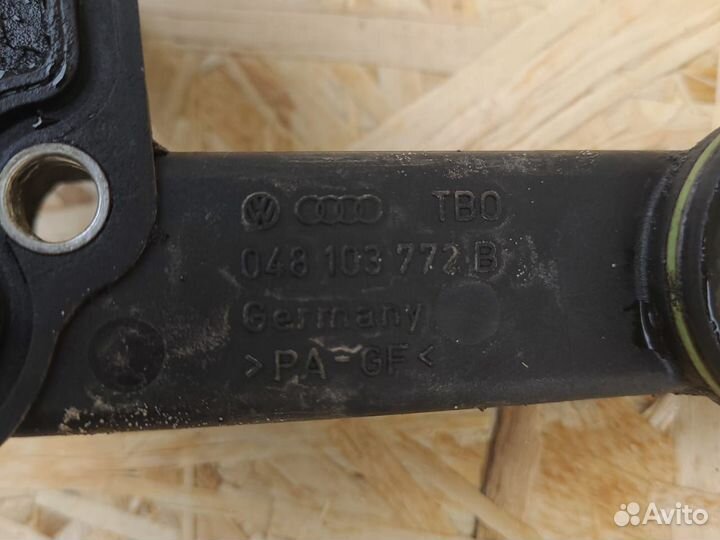 TBO
048 103 772 B
Germany
>PA-GF<
Avito